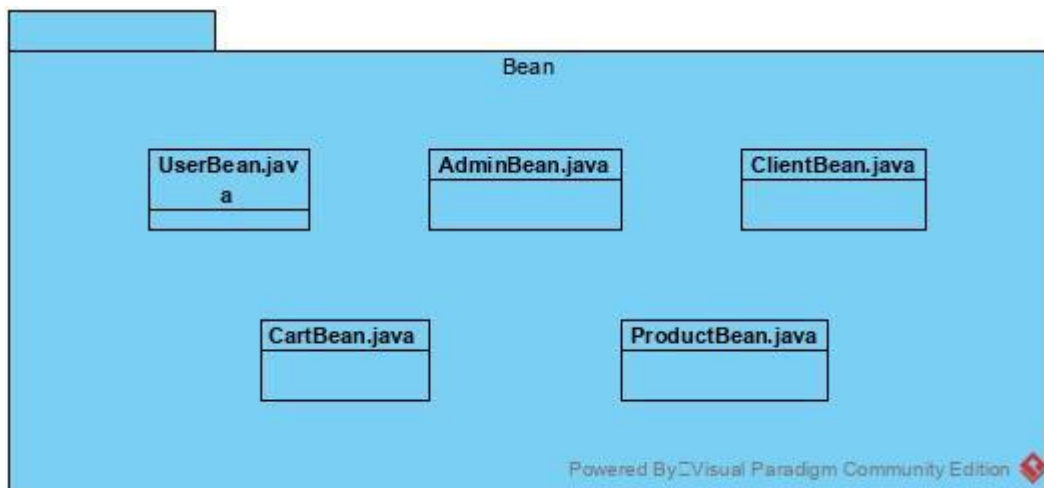 Bean
UserBean.jav
a
AdminBean.java
ClientBean.java
CartBean.java
ProductBean.java
Powered By Visual Paradigm Community Edition